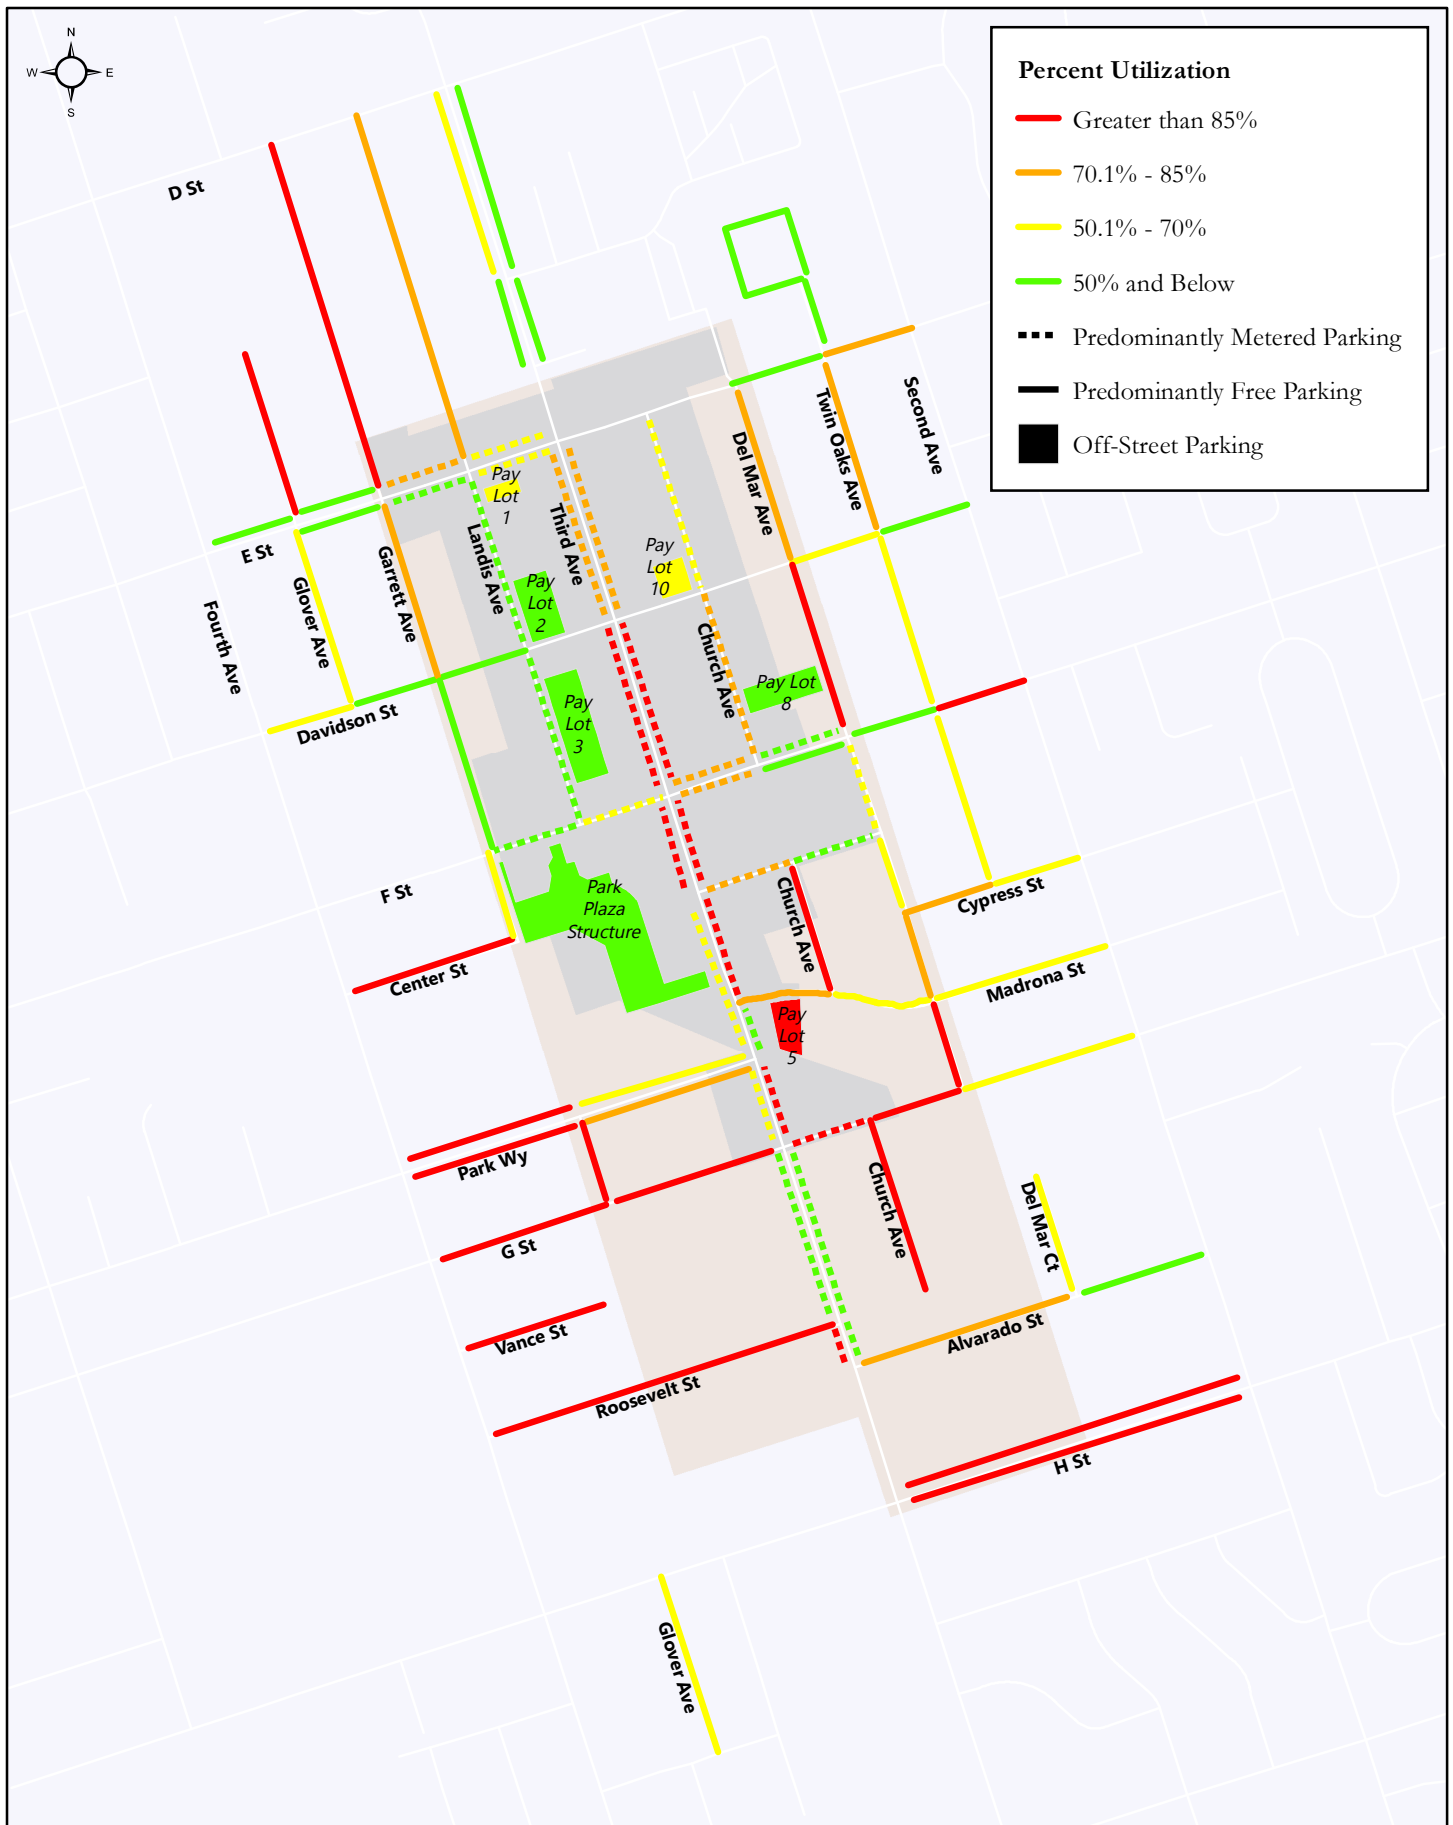 N
W
E
S
Percent Utilization
Greater than 85%
70.1% - 85%
50.1% - 70%
50% and Below
Predominantly Metered Parking
Predominantly Free Parking
Off-Street Parking
D St
Second Ave
Twin Oaks Ave
Del Mar Ave
Pay
Lot
1
Third Ave
Landis Ave
E St
Garrett Ave
Glover Ave
Fourth Ave
Pay
Lot
10
Pay
Lot
2
Church Ave
Pay Lot
8
Pay
Lot
3
Davidson St
F St
Park
Plaza
Structure
Church Ave
Cypress St
Center St
Madrona St
Pay
Lot
5
Park Wy
Church Ave
Del Mar Ct
G St
Vance St
Alvarado St
Roosevelt St
H St
Glover Ave